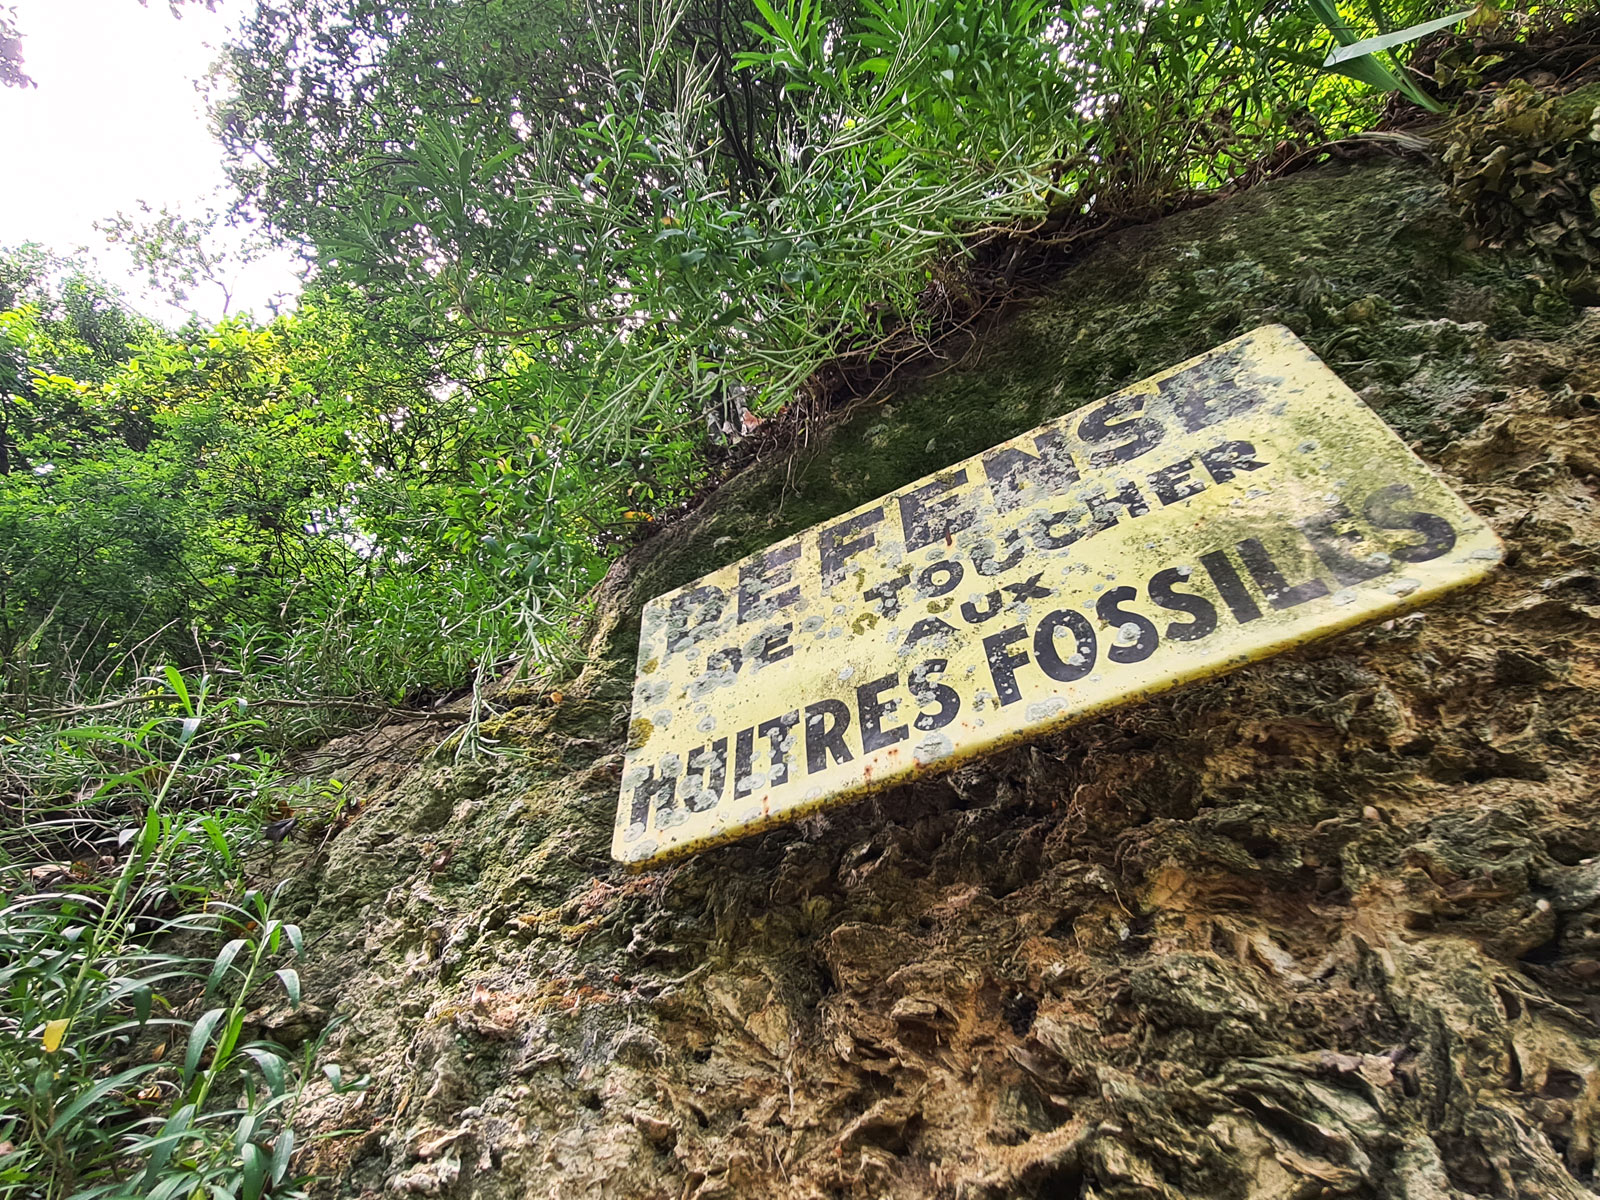 DEFENSE
DE TOUCHER
AUX
HUITRES FOSSILES